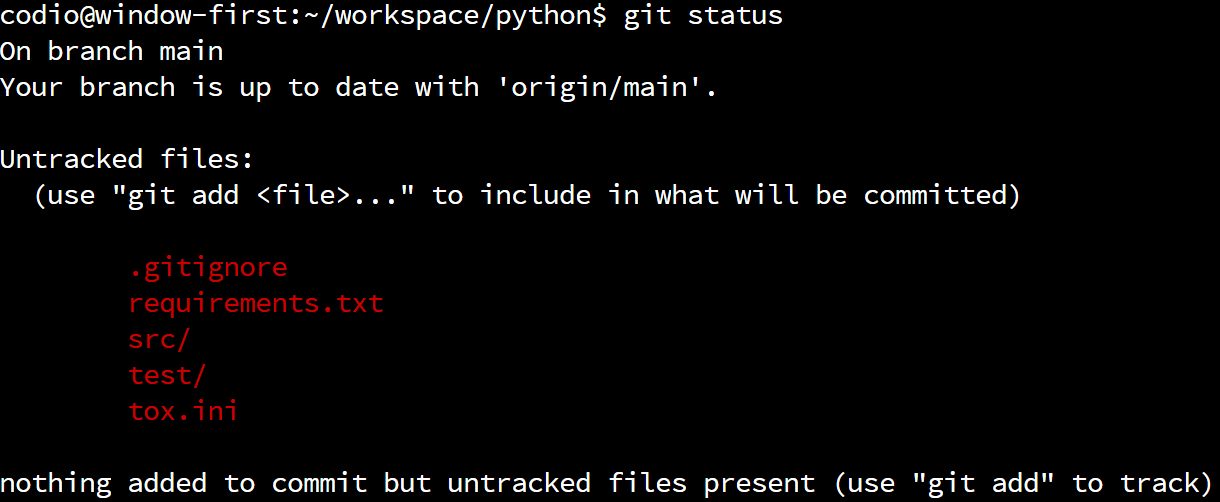 codio@window-first:~/workspace/python$ git status
On branch main
Your branch is up to date with 'origin/main'.
Untracked files:
(use "git add <file>..." to include in what will be committed)
.gitignore
requirements.txt
src/
test/
tox.ini
nothing added to commit but untracked files present (use "git add" to track)